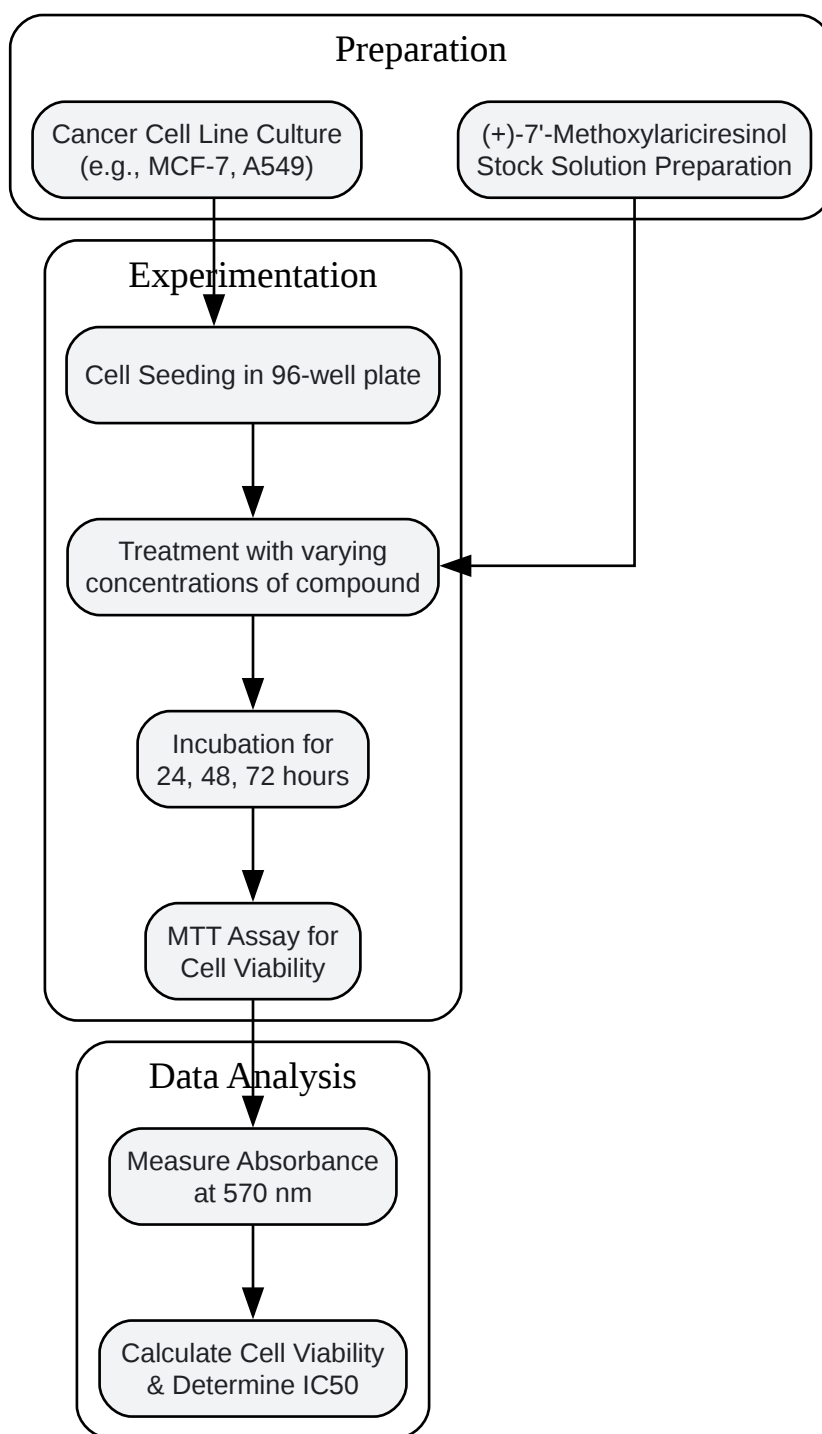 Preparation
Cancer Cell Line Culture
(e.g., MCF-7, A549)
(+)-7'-Methoxylariciresinol
Stock Solution Preparation
Experimentation
Cell Seeding in 96-well plate
Treatment with varying
concentrations of compound
Incubation for
24, 48, 72 hours
MTT Assay for
Cell Viability
Data Analysis
Measure Absorbance
at 570 nm
Calculate Cell Viability
& Determine IC50